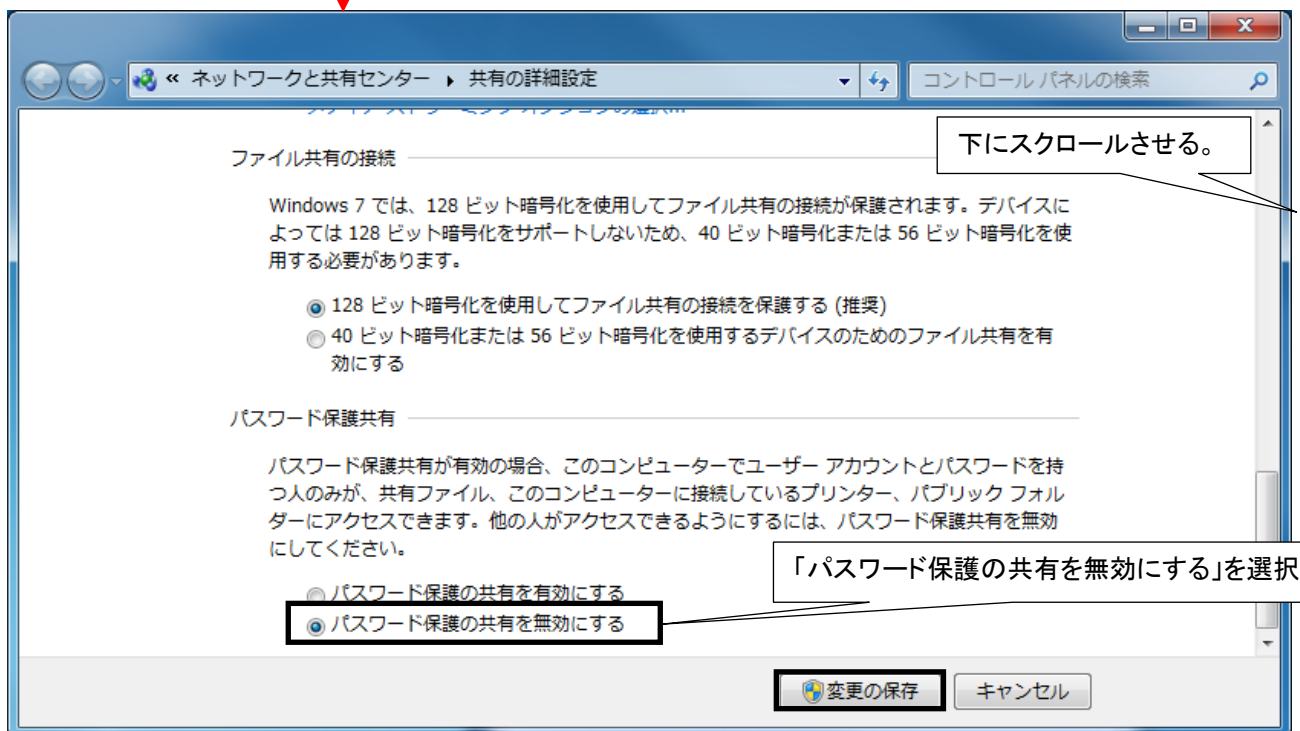 « ネットワークと共有センター ▸ 共有の詳細設定
コントロール パネルの検索
下にスクロールさせる。
ファイル共有の接続
Windows 7 では、128 ビット暗号化を使用してファイル共有の接続が保護されます。デバイスに
よっては 128 ビット暗号化をサポートしないため、40 ビット暗号化または 56 ビット暗号化を使
用する必要があります。
128 ビット暗号化を使用してファイル共有の接続を保護する (推奨)
40 ビット暗号化または 56 ビット暗号化を使用するデバイスのためのファイル共有を有
効にする
パスワード保護共有
パスワード保護共有が有効の場合、このコンピューターでユーザー アカウントとパスワードを持
つ人のみが、共有ファイル、このコンピューターに接続しているプリンター、パブリック フォル
ダーにアクセスできます。他の人がアクセスできるようにするには、パスワード保護共有を無効
にしてください。
「パスワード保護の共有を無効にする」を選択
パスワード保護の共有を有効にする
パスワード保護の共有を無効にする
変更の保存
キャンセル